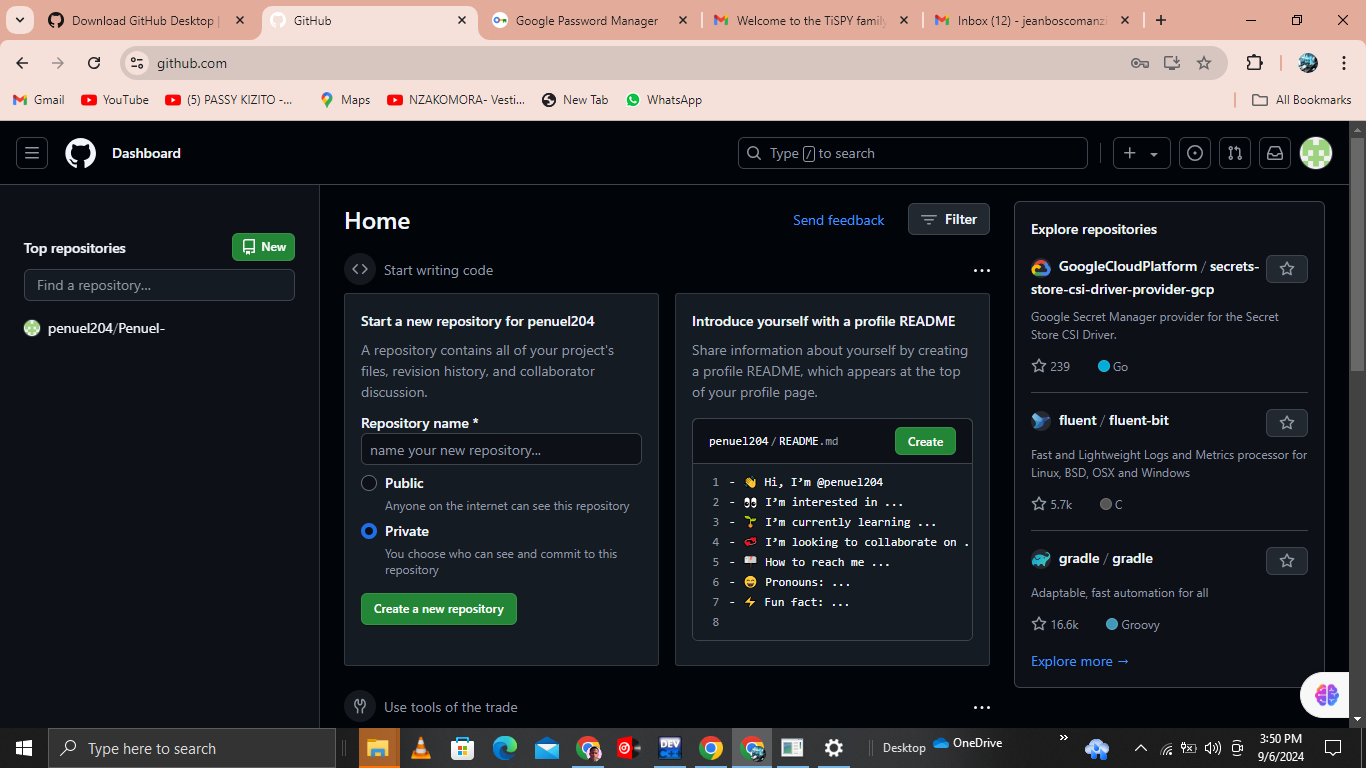 Download GitHub Desktop |
GitHub
Google Password Manager
Welcome to the TiSPY family
Inbox (12) - jeanboscomanzi
github.com
Gmail
YouTube
(5) PASSY KIZITO -...
Maps
NZAKOMORA- Vesti...
New Tab
WhatsApp
All Bookmarks
Dashboard
Type / to search
Top repositories
New
Find a repository...
penuel204/Penuel-
Home
Send feedback
Filter
Start writing code
Start a new repository for penuel204
A repository contains all of your project's
files, revision history, and collaborator
discussion.
Repository name *
name your new repository...
Public
Anyone on the internet can see this repository
Private
You choose who can see and commit to this
repository
Create a new repository
Introduce yourself with a profile README
Share information about yourself by creating
a profile README, which appears at the top
of your profile page.
penuel204 / README.md
Create
1 - 👋 Hi, I'm @penuel204
2 - 👀 I'm interested in ...
3 - 🌱 I'm currently learning ...
4 - 💞️ I'm looking to collaborate on .
5 - 📫 How to reach me ...
6 - 😄 Pronouns: ...
7 - ⚡ Fun fact: ...
8
Use tools of the trade
Explore repositories
GoogleCloudPlatform / secrets-
store-csi-driver-provider-gcp
Google Secret Manager provider for the Secret
Store CSI Driver.
239 Go
fluent / fluent-bit
Fast and Lightweight Logs and Metrics processor for
Linux, BSD, OSX and Windows
5.7k C
gradle / gradle
Adaptable, fast automation for all
16.6k Groovy
Explore more →
Type here to search
DEV
Desktop
OneDrive
3:50 PM
9/6/2024